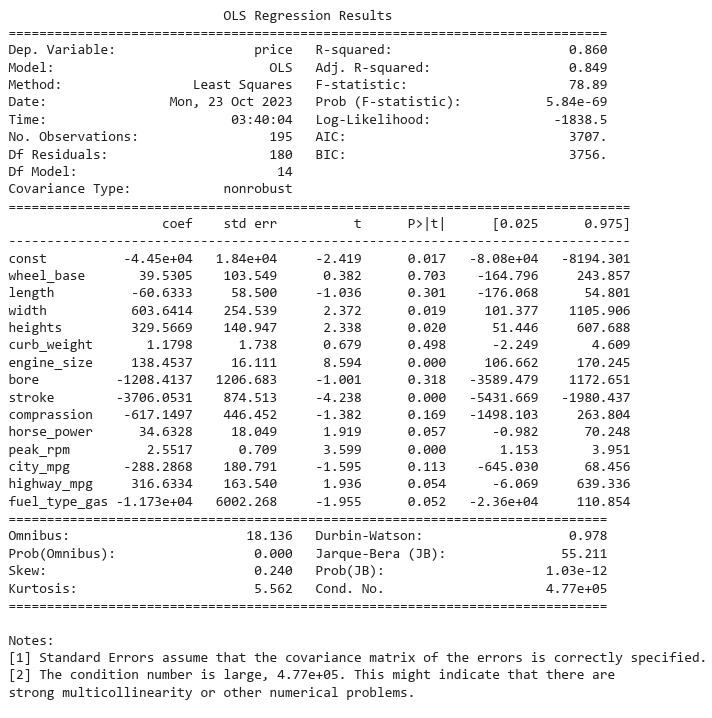 OLS Regression Results
==============================================================================
Dep. Variable:                  price   R-squared:                       0.860
Model:                            OLS   Adj. R-squared:                  0.849
Method:                 Least Squares   F-statistic:                     78.89
Date:                Mon, 23 Oct 2023   Prob (F-statistic):           5.84e-69
Time:                        03:40:04   Log-Likelihood:                -1838.5
No. Observations:                 195   AIC:                             3707.
Df Residuals:                     180   BIC:                             3756.
Df Model:                          14
Covariance Type:            nonrobust
=================================================================================
                    coef    std err          t      P>|t|      [0.025      0.975]
---------------------------------------------------------------------------------
const          -4.45e+04   1.84e+04     -2.419      0.017   -8.08e+04   -8194.301
wheel_base       39.5305    103.549      0.382      0.703    -164.796     243.857
length          -60.6333     58.500     -1.036      0.301    -176.068      54.801
width           603.6414    254.539      2.372      0.019     101.377    1105.906
heights         329.5669    140.947      2.338      0.020      51.446     607.688
curb_weight       1.1798      1.738      0.679      0.498      -2.249       4.609
engine_size     138.4537     16.111      8.594      0.000     106.662     170.245
bore          -1208.4137   1206.683     -1.001      0.318   -3589.479    1172.651
stroke        -3706.0531    874.513     -4.238      0.000   -5431.669   -1980.437
comprassion    -617.1497    446.452     -1.382      0.169   -1498.103     263.804
horse_power      34.6328     18.049      1.919      0.057      -0.982      70.248
peak_rpm          2.5517      0.709      3.599      0.000       1.153       3.951
city_mpg       -288.2868    180.791     -1.595      0.113    -645.030      68.456
highway_mpg     316.6334    163.540      1.936      0.054      -6.069     639.336
fuel_type_gas -1.173e+04   6002.268     -1.955      0.052   -2.36e+04     110.854
==============================================================================
Omnibus:                       18.136   Durbin-Watson:                   0.978
Prob(Omnibus):                  0.000   Jarque-Bera (JB):               55.211
Skew:                           0.240   Prob(JB):                     1.03e-12
Kurtosis:                       5.562   Cond. No.                     4.77e+05
==============================================================================

Notes:
[1] Standard Errors assume that the covariance matrix of the errors is correctly specified.
[2] The condition number is large, 4.77e+05. This might indicate that there are
strong multicollinearity or other numerical problems.